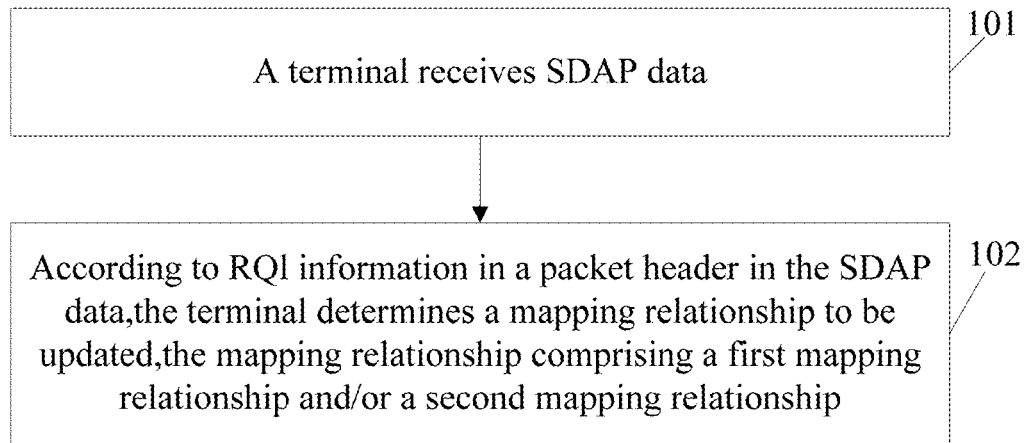 101
A terminal receives SDAP data
102
According to RQl information in a packet header in the SDAP
data,the terminal determines a mapping relationship to be
updated,the mapping relationship comprising a first mapping
relationship and/or a second mapping relationship